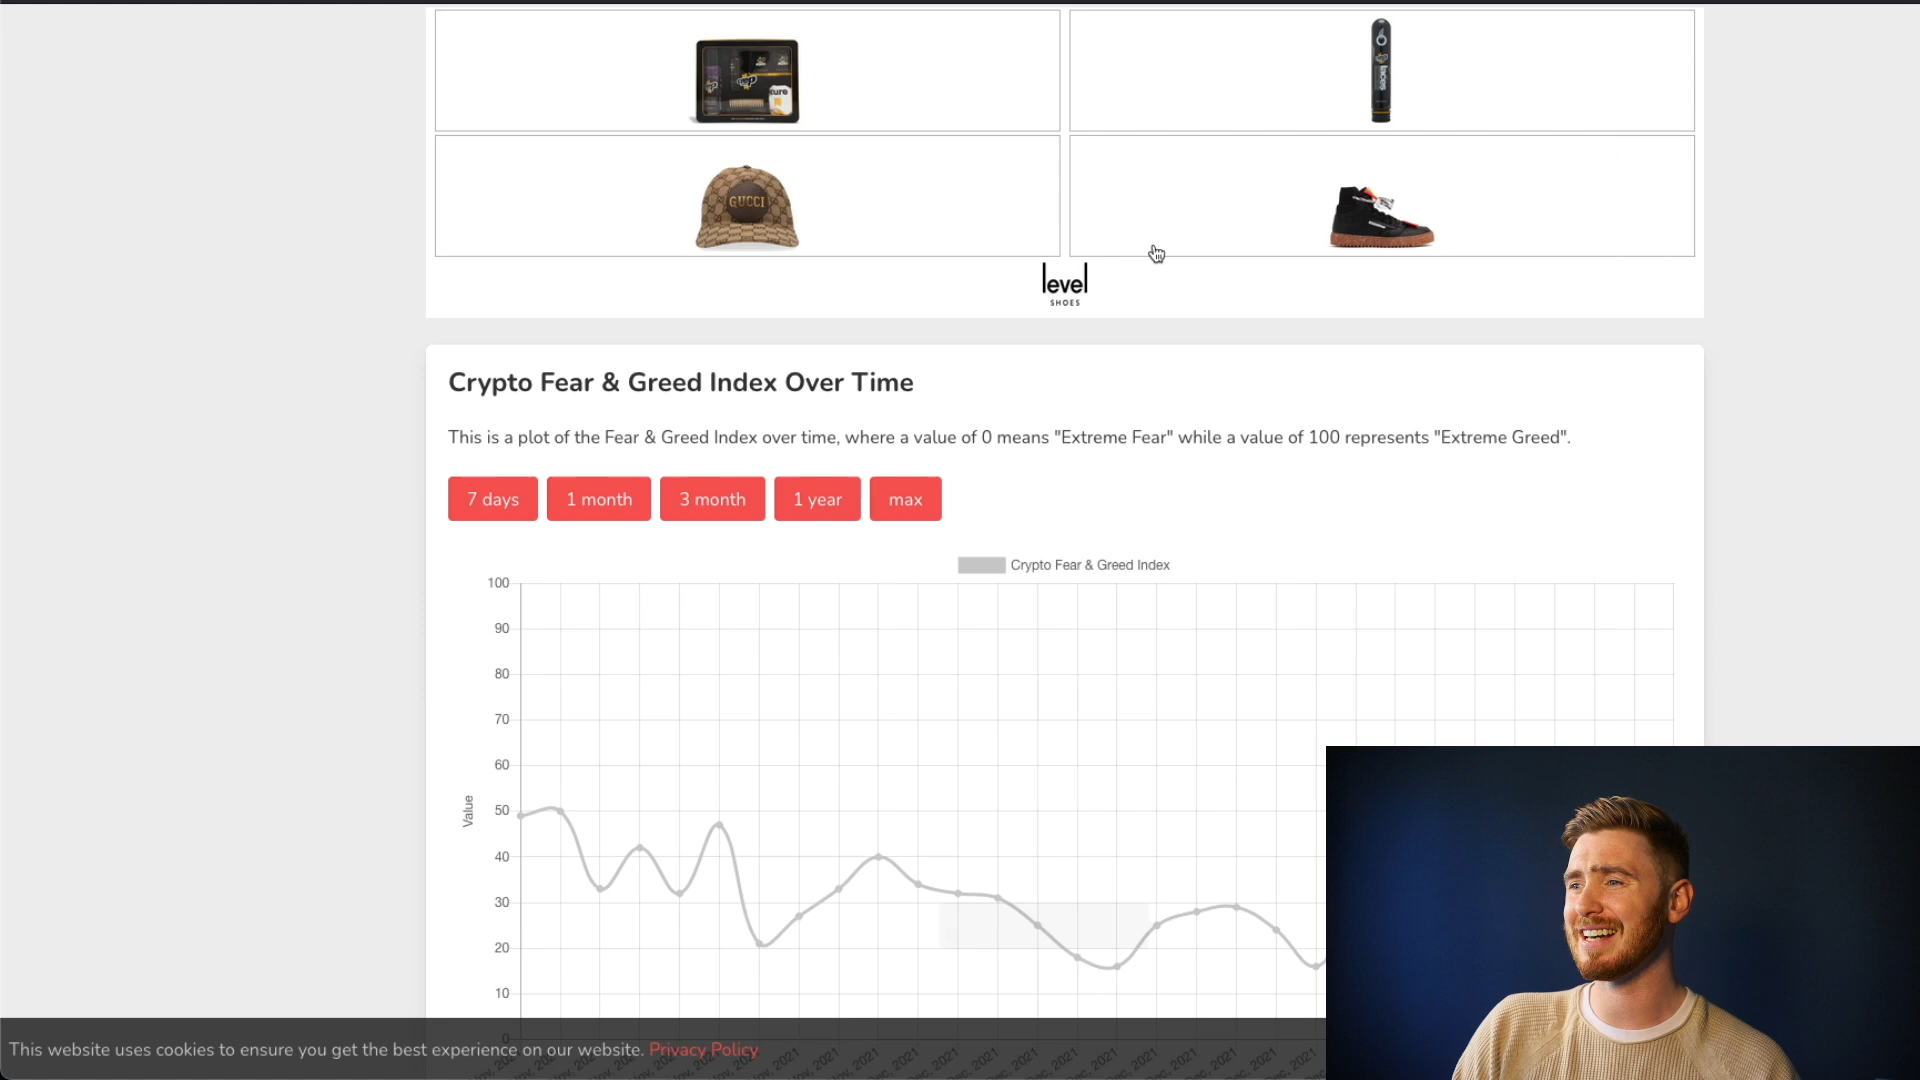 laces
cure
GUCCI
level
SHOES
Crypto Fear & Greed Index Over Time
This is a plot of the Fear & Greed Index over time, where a value of 0 means "Extreme Fear" while a value of 100 represents "Extreme Greed".
7 days
1 month
3 month
1 year
max
Crypto Fear & Greed Index
100
90
80
70
60
50
40
30
20
10
0
Value
This website uses cookies to ensure you get the best experience on our website. Privacy Policy